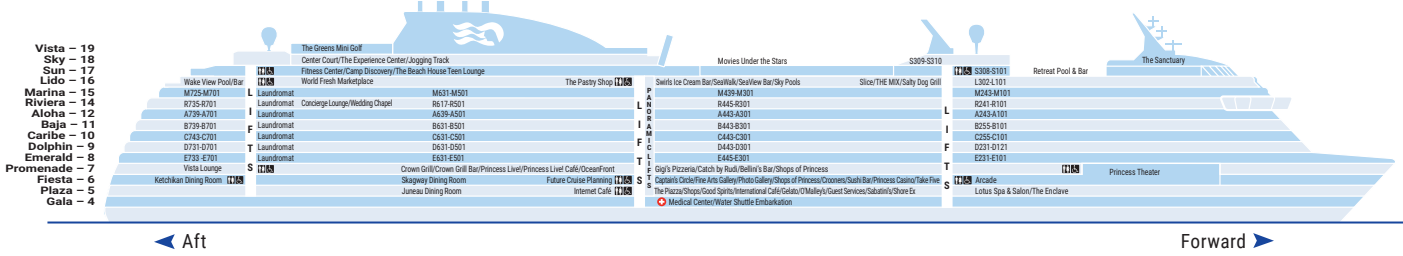 Vista – 19 The Greens Mini Golf
Sky – 18 Center Court/The Experience Center/Jogging Track Movies Under the Stars S309-S310 The Sanctuary
Sun – 17 Fitness Center/Camp Discovery/The Beach House Teen Lounge S308-S101 Retreat Pool & Bar
Lido – 16 Wake View Pool/Bar World Fresh Marketplace The Pastry Shop Swirls Ice Cream Bar/SeaWalk/SeaView Bar/Sky Pools Slice/THE MIX/Salty Dog Grill L302-L101
Marina – 15 M725-M701 Laundromat M631-M501 M439-M301 M243-M101
Riviera – 14 R735-R701 Laundromat Concierge Lounge/Wedding Chapel R617-R501 R445-R301 R241-R101
Aloha – 12 A739-A701 Laundromat A639-A501 A443-A301 A243-A101
Baja – 11 B739-B701 Laundromat B631-B501 B443-B301 B255-B101
Caribe – 10 C743-C701 Laundromat C631-C501 C443-C301 C255-C101
Dolphin – 9 D731-D701 Laundromat D631-D501 D443-D301 D231-D121
Emerald – 8 E733 -E701 Laundromat E631-E501 E445-E301 E231-E101
Promenade – 7 Vista Lounge Crown Grill/Crown Grill Bar/Princess Live!/Princess Live! Café/OceanFront Gigi's Pizzeria/Catch by Rudi/Bellini's Bar/Shops of Princess Princess Theater
Fiesta – 6 Ketchikan Dining Room Skagway Dining Room Future Cruise Planning Captain's Circle/Fine Arts Gallery/Photo Gallery/Shops of Princess/Crooners/Sushi Bar/Princess Casino/Take Five Arcade
Plaza – 5 Juneau Dining Room Internet Café The Piazza/Shops/Good Spirits/International Café/Gelato/O'Malley's/Guest Services/Sabatini's/Shore Ex Lotus Spa & Salon/The Enclave
Gala – 4 Medical Center/Water Shuttle Embarkation
LIFTS
LIFTS
PANORAMIC LIFTS
LIFTS
Aft Forward